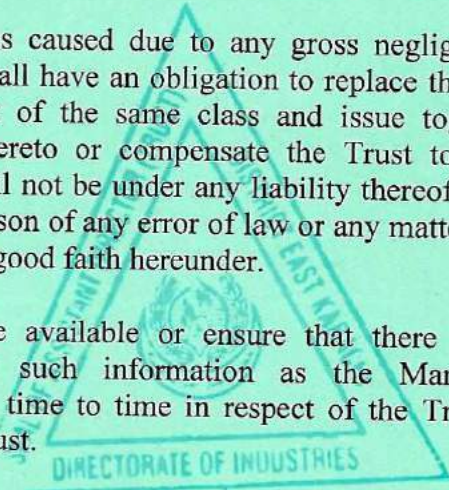 s caused due to any gross neglig
all have an obligation to replace th
of the same class and issue to
ereto or compensate the Trust to
l not be under any liability thereof
son of any error of law or any matte
good faith hereunder.
e available or ensure that there
such information as the Man
time to time in respect of the Tr
ust.
EAST
DIRECTORATE OF INDUSTRIES